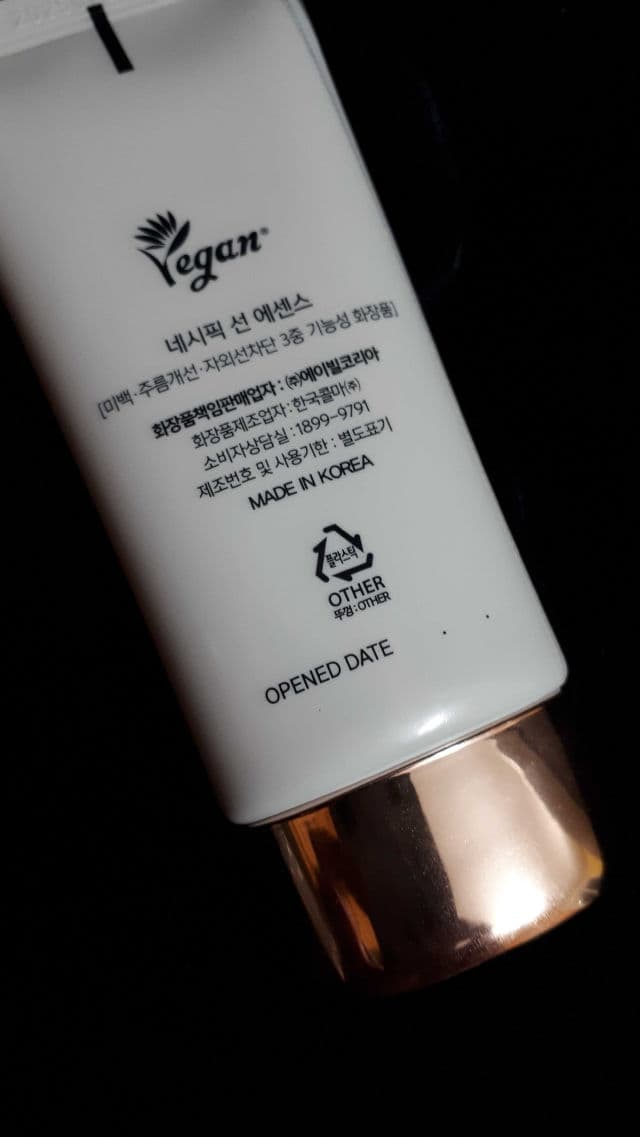 Vegan®
네시픽 선 에센스
[미백·주름개선·자외선차단 3중 기능성 화장품]
화장품책임판매업자 : ㈜에이빌코리아
화장품제조업자 : 한국콜마㈜
소비자상담실 : 1899-9791
제조번호 및 사용기한 : 별도표기
MADE IN KOREA
플라스틱
OTHER
뚜껑 : OTHER
OPENED DATE